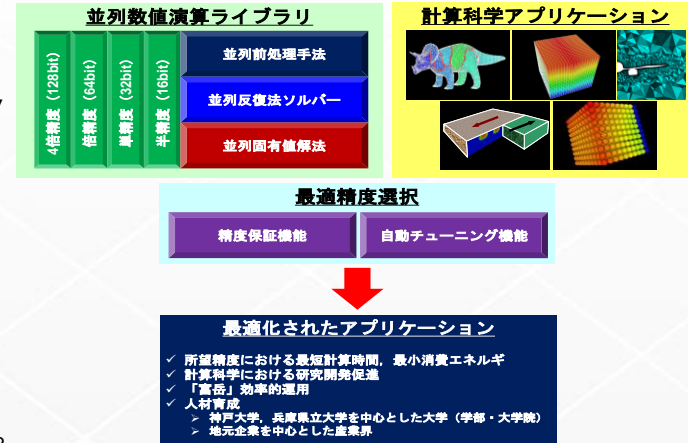 並列数値演算ライブラリ
4倍精度（128bit）
倍精度（64bit）
単精度（32bit）
半精度（16bit）
並列前処理手法
並列反復法ソルバー
並列固有値解法
計算科学アプリケーション
最適精度選択
精度保証機能
自動チューニング機能
最適化されたアプリケーション
✓ 所望精度における最短計算時間，最小消費エネルギ
✓ 計算科学における研究開発促進
✓ 「富岳」効率的運用
✓ 人材育成
➢ 神戸大学，兵庫県立大学を中心とした大学（学部・大学院）
➢ 地元企業を中心とした産業界